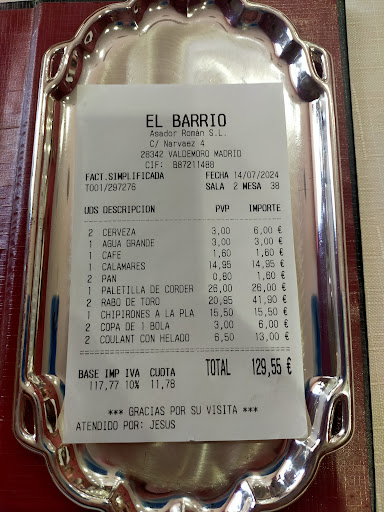 EL BARRIO
Asador Román S.L.
C/ Narvaez 4
28342 VALDEMORO MADRID
CIF: B87211488
FACT.SIMPLIFICADA FECHA 14/07/2024
T001/297276 SALA 2 MESA 38
UDS DESCRIPCION PVP IMPORTE
2 CERVEZA 3,00 6,00 €
1 AGUA GRANDE 3,00 3,00 €
1 CAFE 1,60 1,60 €
1 CALAMARES 14,95 14,95 €
2 PAN 0,80 1,60 €
1 PALETILLA DE CORDER 26,00 26,00 €
2 RABO DE TORO 20,95 41,90 €
1 CHIPIRONES A LA PLA 15,50 15,50 €
2 COPA DE 1 BOLA 3,00 6,00 €
2 COULANT CON HELADO 6,50 13,00 €
BASE IMP IVA CUOTA TOTAL 129,55 €
117,77 10% 11,78
*** GRACIAS POR SU VISITA ***
ATENDIDO POR: JESUS